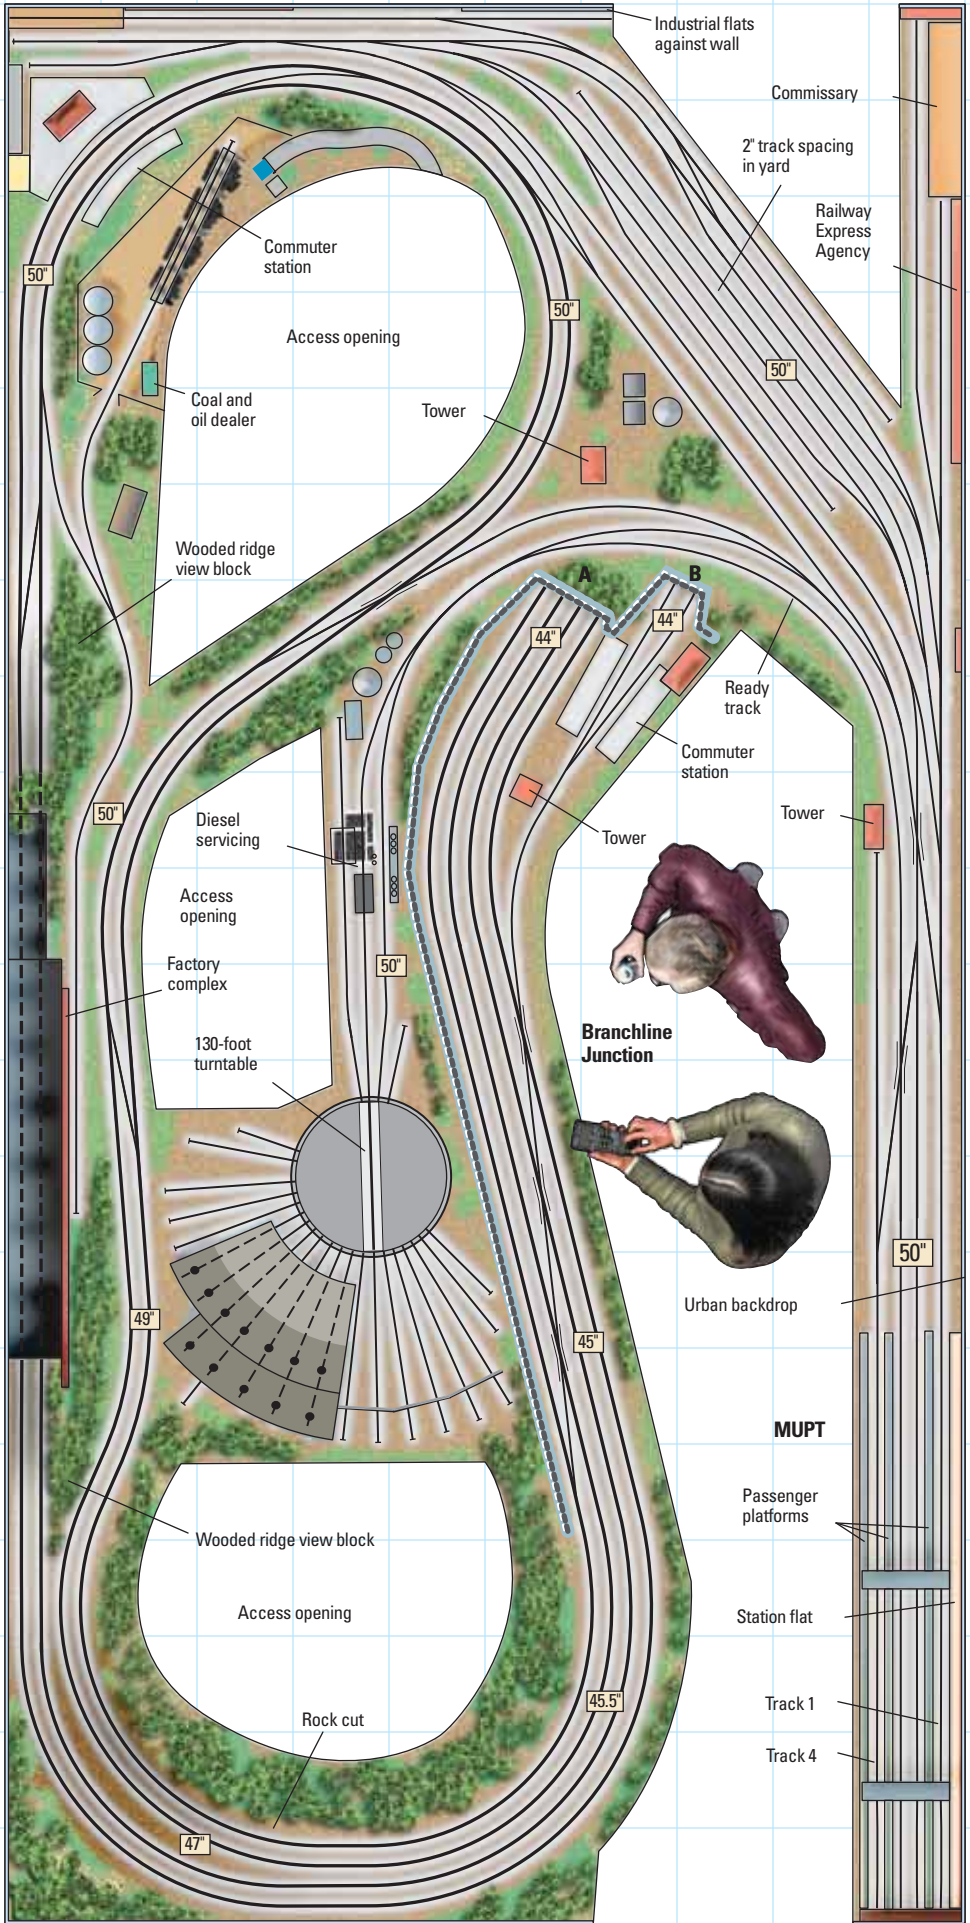 Industrial flats
against wall
Commissary
2" track spacing
in yard
Railway
Express
Agency
Commuter
station
50"
50"
Access opening
50"
Coal and
oil dealer
Tower
Wooded ridge
view block
A
B
44"
44"
Ready
track
Commuter
station
50"
Diesel
servicing
Tower
Tower
Access
opening
50"
Factory
complex
Branchline
Junction
130-foot
turntable
50"
Urban backdrop
49"
45"
MUPT
Passenger
platforms
Wooded ridge view block
Access opening
Station flat
45.5"
Rock cut
Track 1
Track 4
47"